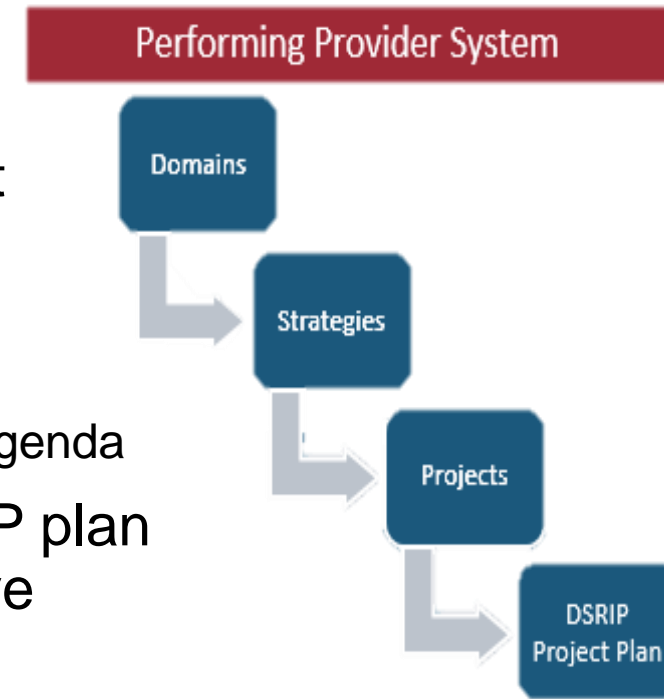 Performing Provider System
Domains
Strategies
genda
Projects
P plan
DSRIP
Project Plan